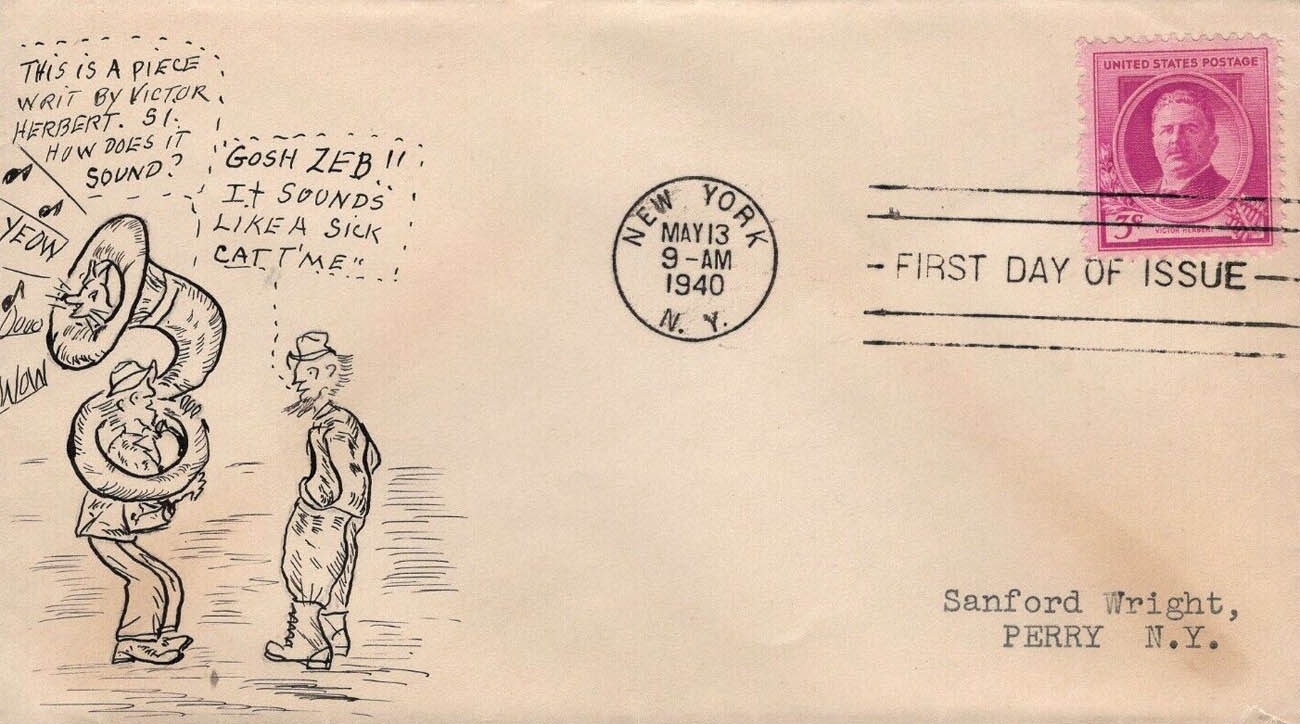 THIS IS A PIECE
WRIT BY VICTOR
HERBERT. SI.
HOW DOES IT
SOUND?
"GOSH ZEB !!
It SOUNDS
LIKE A SICK
CAT T' ME"
YEOW
WOW
NEW YORK
MAY 13
9-AM
1940
N. Y.
UNITED STATES POSTAGE
3¢
VICTOR HERBERT
- FIRST DAY OF ISSUE -
Sanford Wright,
PERRY N.Y.